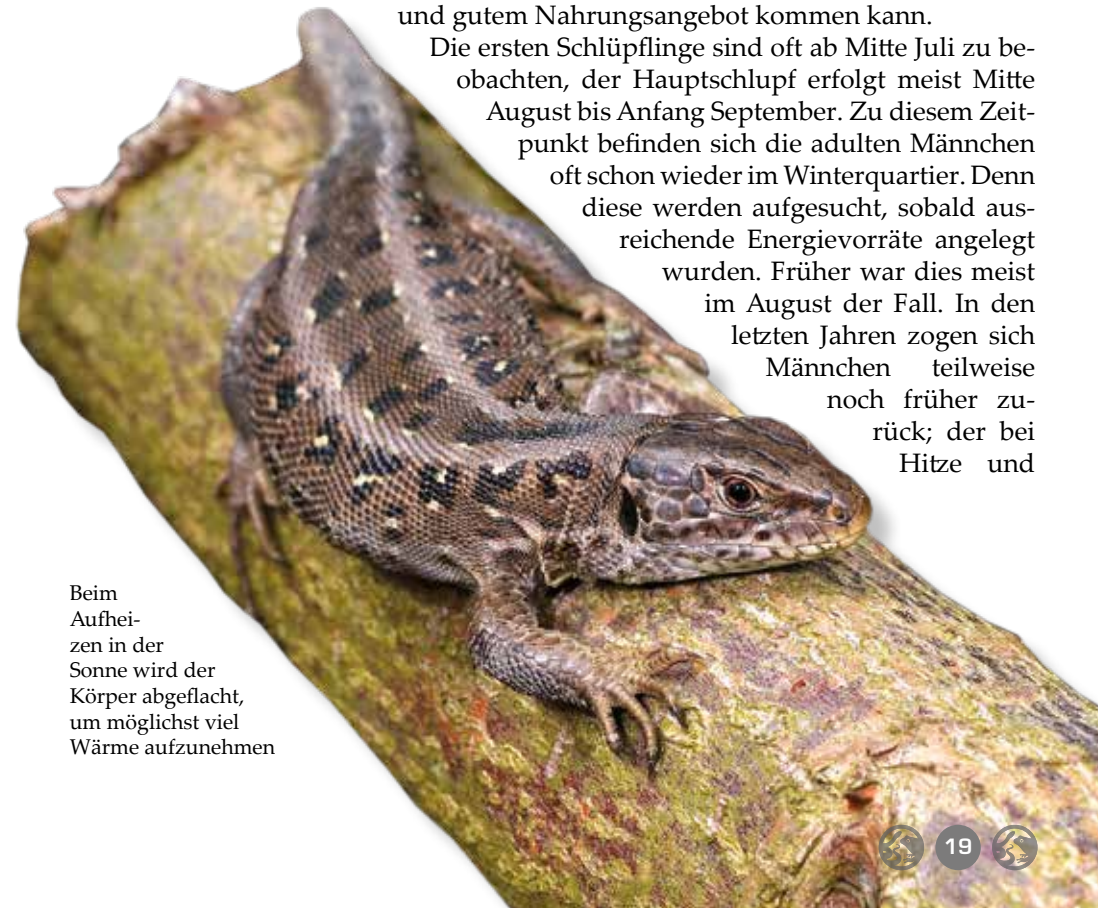 und gutem Nahrungsangebot kommen kann.
Die ersten Schlüpflinge sind oft ab Mitte Juli zu be-
obachten, der Hauptschlupf erfolgt meist Mitte
August bis Anfang September. Zu diesem Zeit-
punkt befinden sich die adulten Männchen
oft schon wieder im Winterquartier. Denn
diese werden aufgesucht, sobald aus-
reichende Energievorräte angelegt
wurden. Früher war dies meist
im August der Fall. In den
letzten Jahren zogen sich
Männchen teilweise
noch früher zu-
rück; der bei
Hitze und
Beim
Aufhei-
zen in der
Sonne wird der
Körper abgeflacht,
um möglichst viel
Wärme aufzunehmen
19